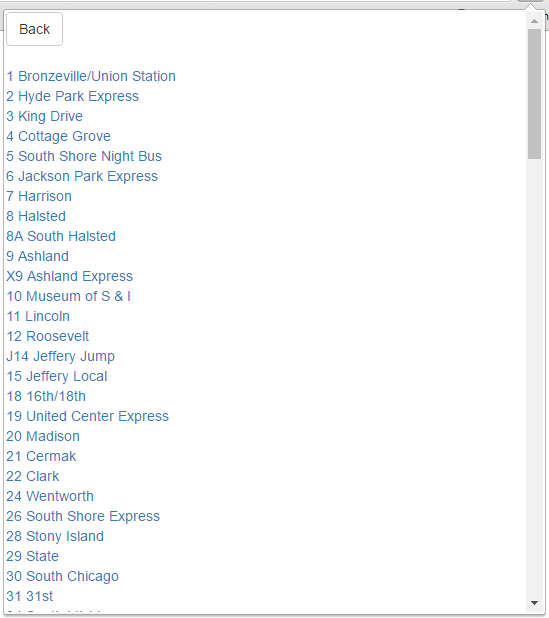 Back
1 Bronzeville/Union Station
2 Hyde Park Express
3 King Drive
4 Cottage Grove
5 South Shore Night Bus
6 Jackson Park Express
7 Harrison
8 Halsted
8A South Halsted
9 Ashland
X9 Ashland Express
10 Museum of S & I
11 Lincoln
12 Roosevelt
J14 Jeffery Jump
15 Jeffery Local
18 16th/18th
19 United Center Express
20 Madison
21 Cermak
22 Clark
24 Wentworth
26 South Shore Express
28 Stony Island
29 State
30 South Chicago
31 31st